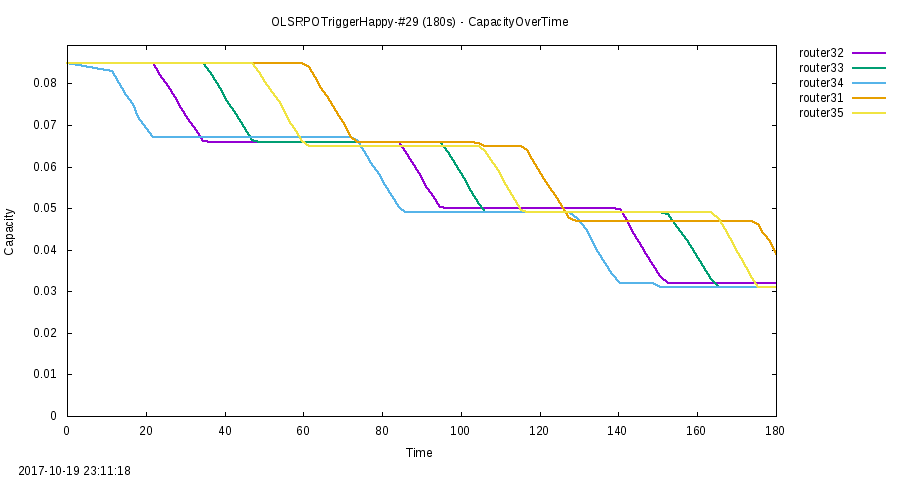 OLSRPOTriggerHappy-#29 (180s) - CapacityOverTime
router32
router33
router34
router31
router35
0.08
0.07
0.06
0.05
0.04
0.03
0.02
0.01
0
Capacity
0 20 40 60 80 100 120 140 160 180
Time
2017-10-19 23:11:18